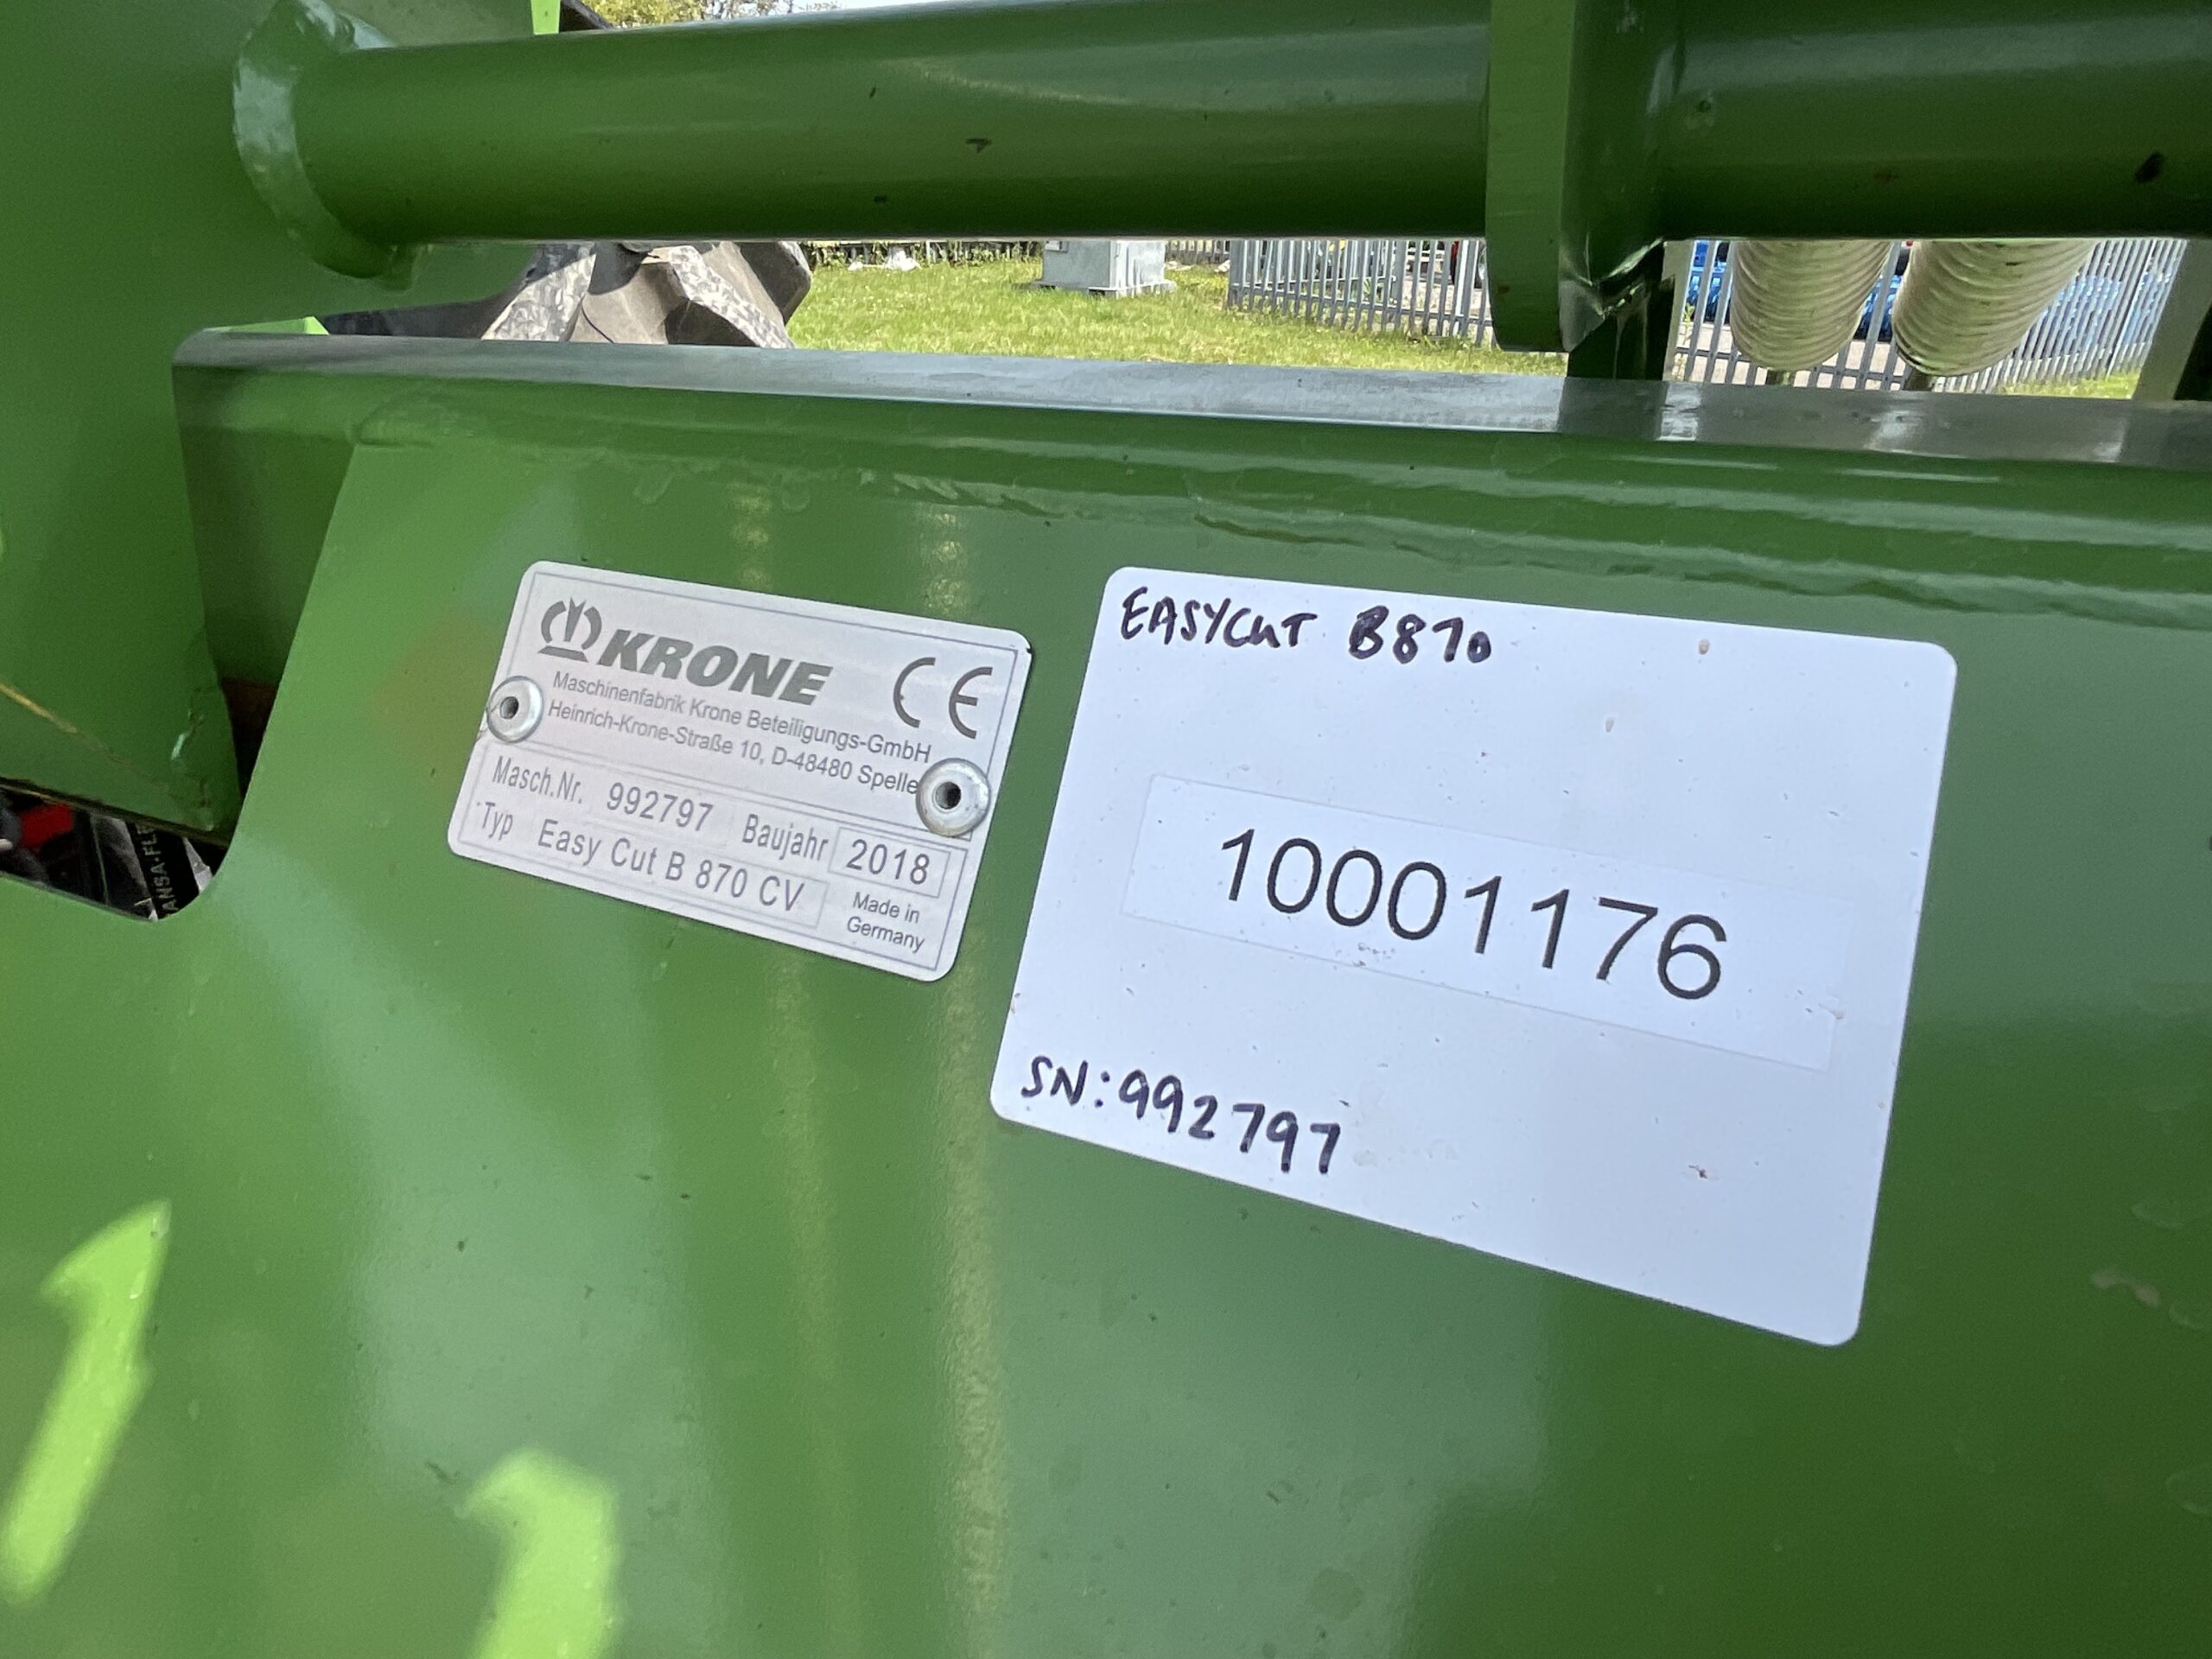 KRONE CE
Maschinenfabrik Krone Beteiligungs-GmbH
Heinrich-Krone-Straße 10, D-48480 Spelle
Masch.Nr. 992797 Baujahr 2018
Typ Easy Cut B 870 CV
Made in
Germany
EASYCUT B870
10001176
SN:992797